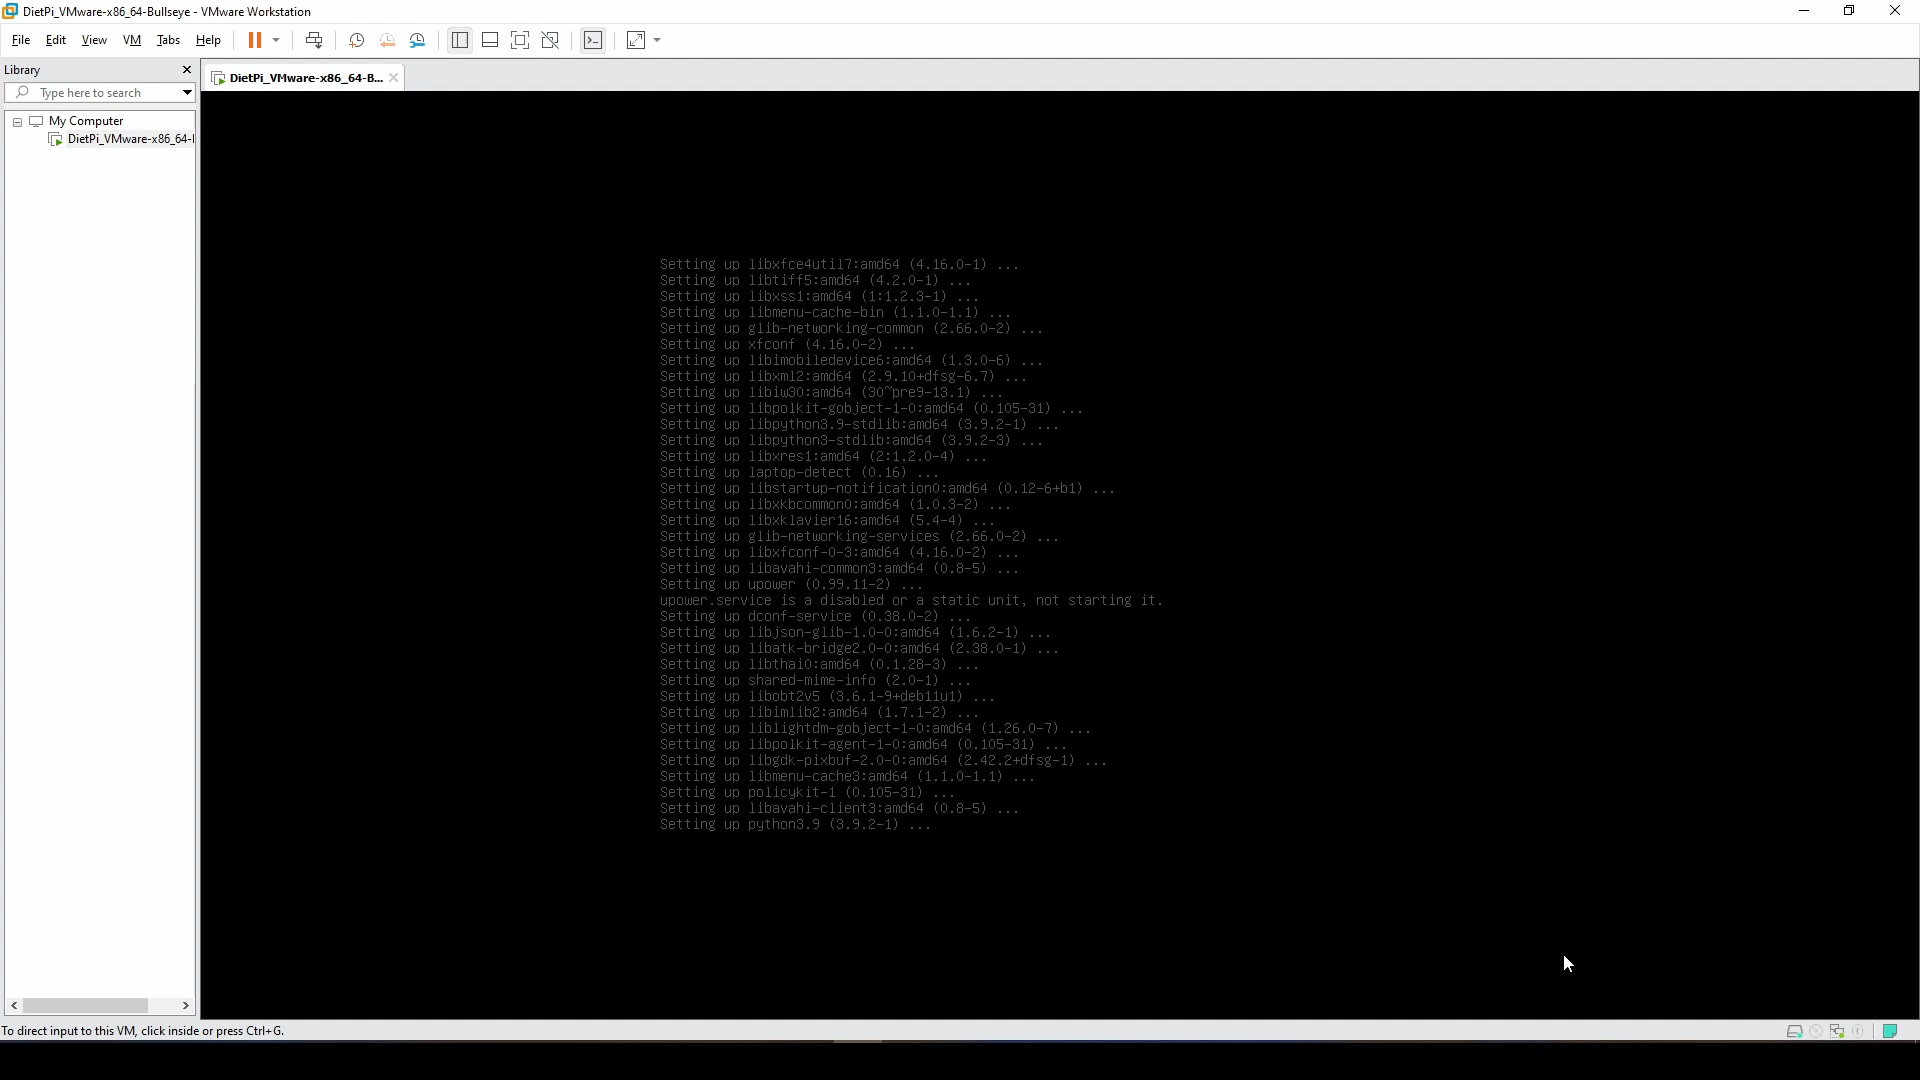 DietPi_VMware-x86_64-Bullseye - VMware Workstation
File Edit View VM Tabs Help
Library
DietPi_VMware-x86_64-B...
Type here to search
My Computer
DietPi_VMware-x86_64-
Setting up libxfce4util7:amd64 (4.16.0-1) ...
Setting up libtiff5:amd64 (4.2.0-1) ...
Setting up libxss1:amd64 (1:1.2.3-1) ...
Setting up libmenu-cache-bin (1.1.0-1.1) ...
Setting up glib-networking-common (2.66.0-2) ...
Setting up xfconf (4.16.0-2) ...
Setting up libimobiledevice6:amd64 (1.3.0-6) ...
Setting up libxml2:amd64 (2.9.10+dfsg-6.7) ...
Setting up libiw30:amd64 (30~pre9-13.1) ...
Setting up libpolkit-gobject-1-0:amd64 (0.105-31) ...
Setting up libpython3.9-stdlib:amd64 (3.9.2-1) ...
Setting up libpython3-stdlib:amd64 (3.9.2-3) ...
Setting up libxres1:amd64 (2:1.2.0-4) ...
Setting up laptop-detect (0.16) ...
Setting up libstartup-notification0:amd64 (0.12-6+b1) ...
Setting up libxkbcommon0:amd64 (1.0.3-2) ...
Setting up libxklavier16:amd64 (5.4-4) ...
Setting up glib-networking-services (2.66.0-2) ...
Setting up libxfconf-0-3:amd64 (4.16.0-2) ...
Setting up libavahi-common3:amd64 (0.8-5) ...
Setting up upower (0.99.11-2) ...
upower.service is a disabled or a static unit, not starting it.
Setting up dconf-service (0.38.0-2) ...
Setting up libjson-glib-1.0-0:amd64 (1.6.2-1) ...
Setting up libatk-bridge2.0-0:amd64 (2.38.0-1) ...
Setting up libthai0:amd64 (0.1.28-3) ...
Setting up shared-mime-info (2.0-1) ...
Setting up libobt2v5 (3.6.1-9+deb11u1) ...
Setting up libimlib2:amd64 (1.7.1-2) ...
Setting up liblightdm-gobject-1-0:amd64 (1.26.0-7) ...
Setting up libpolkit-agent-1-0:amd64 (0.105-31) ...
Setting up libgdk-pixbuf-2.0-0:amd64 (2.42.2+dfsg-1) ...
Setting up libmenu-cache3:amd64 (1.1.0-1.1) ...
Setting up policykit-1 (0.105-31) ...
Setting up libavahi-client3:amd64 (0.8-5) ...
Setting up python3.9 (3.9.2-1) ...
To direct input to this VM, click inside or press Ctrl+G.